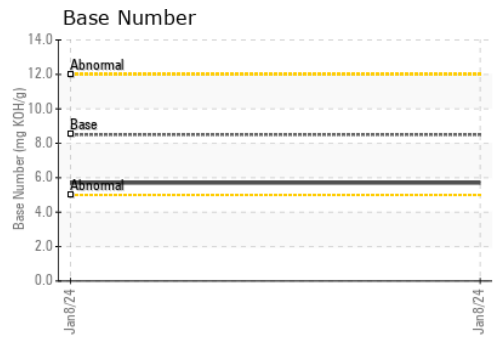 Base Number
14.0
Abnormal
12.0
10.0
Base
8.0
6.0
Abnormal
4.0
2.0
0.0
Base Number (mg KOH/g)
Jan8/24
Jan8/24